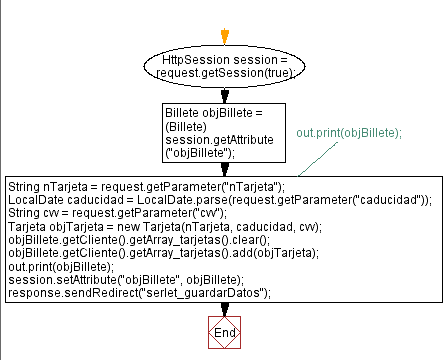 HttpSession session =
request.getSession(true);
Billete objBillete =
(Billete)
session.getAttribute
("objBillete");
out.print(objBillete);
String nTarjeta = request.getParameter("nTarjeta");
LocalDate caducidad = LocalDate.parse(request.getParameter("caducidad"));
String cvv = request.getParameter("cvv");
Tarjeta objTarjeta = new Tarjeta(nTarjeta, caducidad, cvv);
objBillete.getCliente().getArray_tarjetas().clear();
objBillete.getCliente().getArray_tarjetas().add(objTarjeta);
out.print(objBillete);
session.setAttribute("objBillete", objBillete);
response.sendRedirect("serlet_guardarDatos");
End